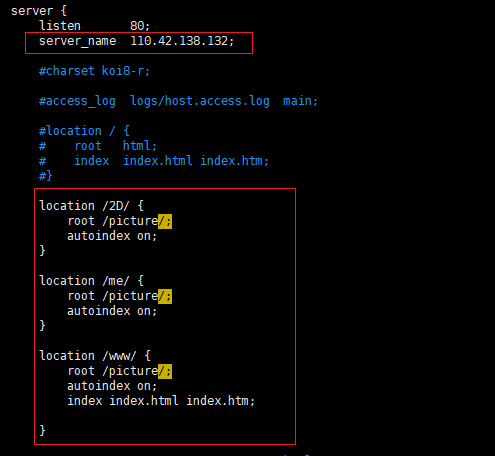 server {
    listen       80;
    server_name  110.42.138.132;

    #charset koi8-r;

    #access_log  logs/host.access.log  main;

    #location / {
    #    root   html;
    #    index  index.html index.htm;
    #}

    location /2D/ {
        root /picture/;
        autoindex on;
    }

    location /me/ {
        root /picture/;
        autoindex on;
    }

    location /www/ {
        root /picture/;
        autoindex on;
        index index.html index.htm;

    }